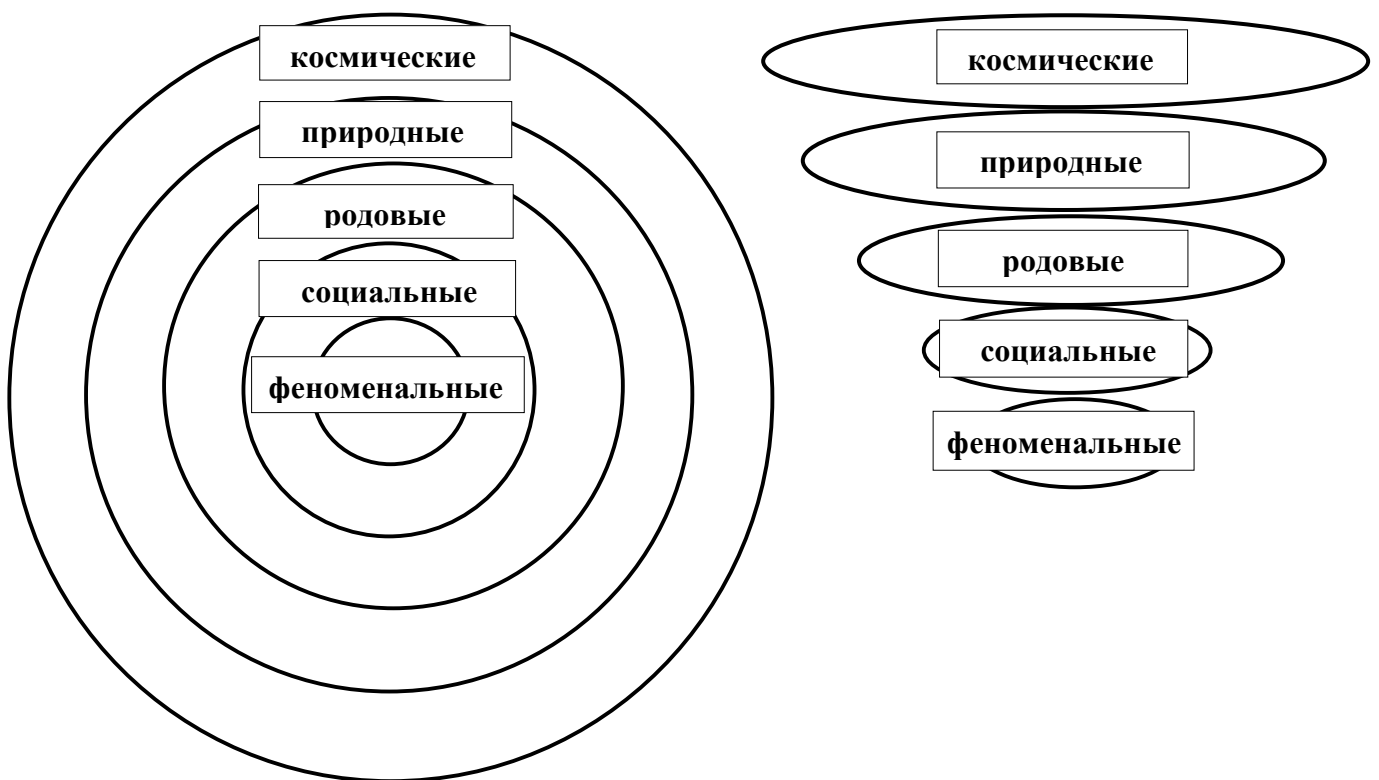 космические
природные
родовые
социальные
феноменальные
космические
природные
родовые
социальные
феноменальные